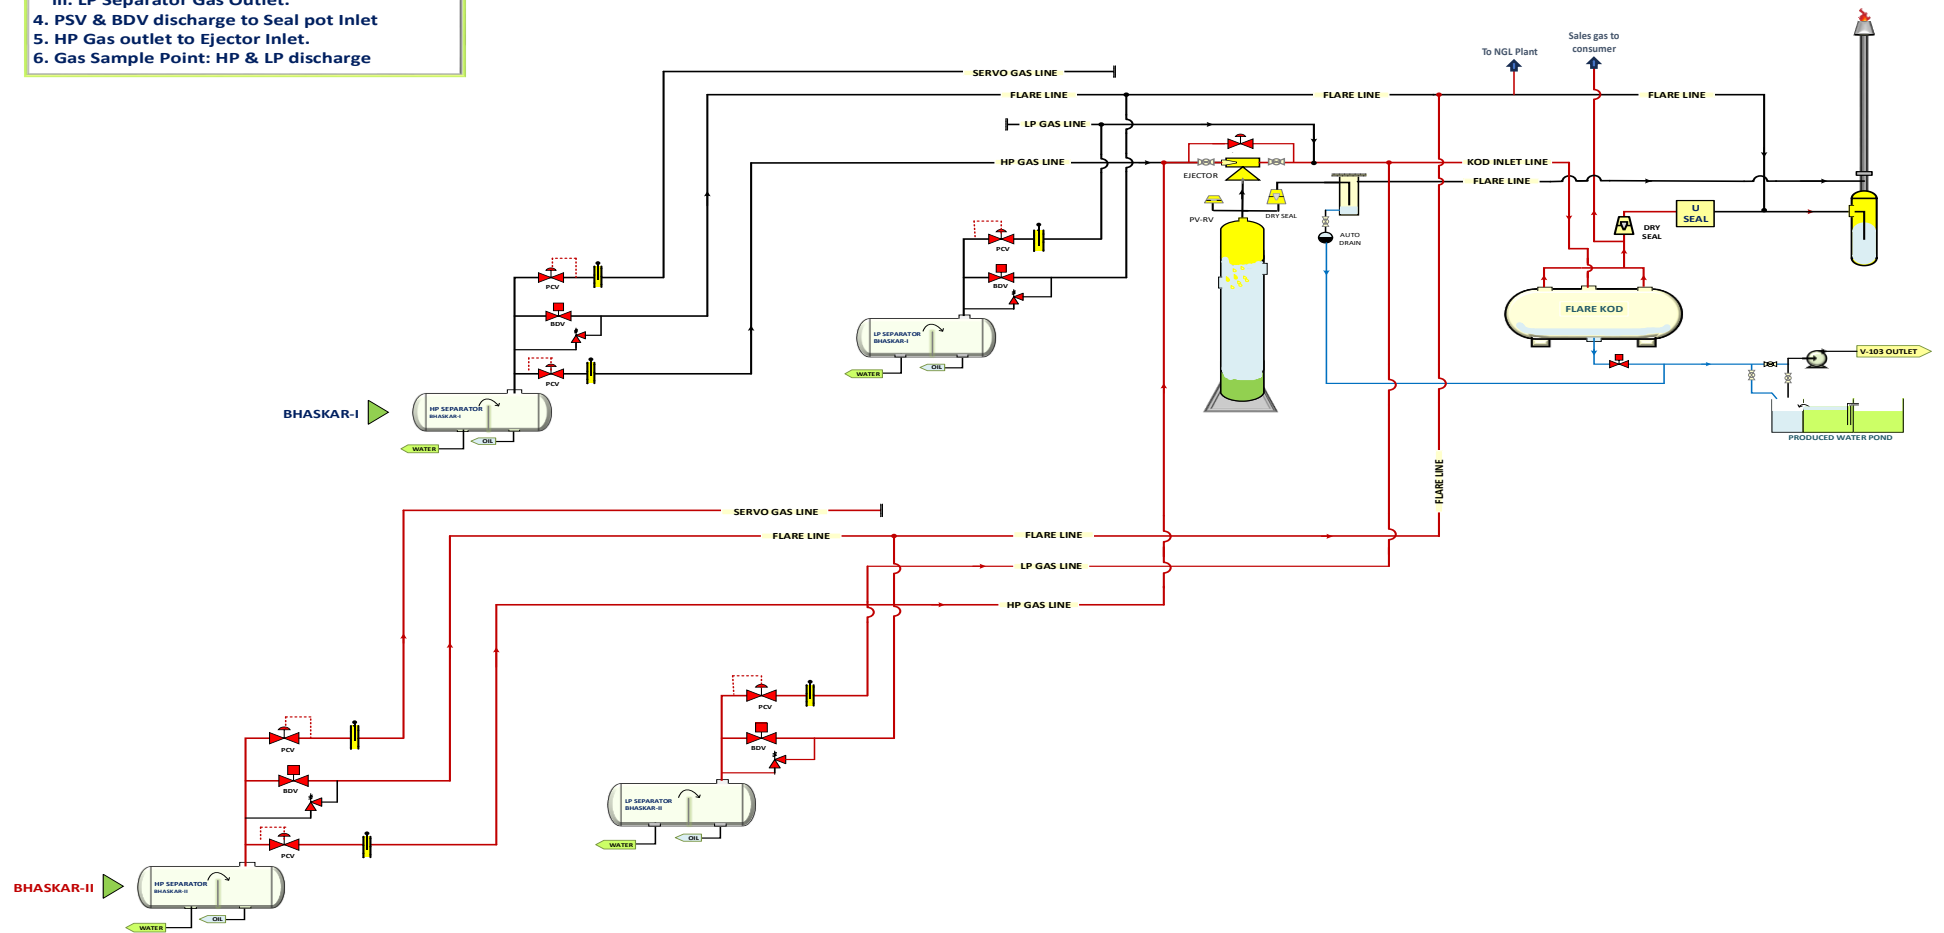 iii. LP Separator Gas Outlet.
4. PSV & BDV discharge to Seal pot Inlet
5. HP Gas outlet to Ejector Inlet.
6. Gas Sample Point: HP & LP discharge
To NGL Plant
Sales gas to
consumer
SERVO GAS LINE
FLARE LINE
FLARE LINE
FLARE LINE
LP GAS LINE
HP GAS LINE
KOD INLET LINE
EJECTOR
FLARE LINE
PV-RV
DRY SEAL
U
SEAL
DRY
SEAL
AUTO
DRAIN
PCV
BDV
PCV
BDV
PCV
LP SEPARATOR
BHASKAR-I
WATER
OIL
FLARE KOD
V-103 OUTLET
PRODUCED WATER POND
BHASKAR-I
HP SEPARATOR
BHASKAR-I
WATER
OIL
FLARE LINE
SERVO GAS LINE
FLARE LINE
FLARE LINE
LP GAS LINE
HP GAS LINE
PCV
BDV
PCV
BDV
PCV
LP SEPARATOR
BHASKAR-II
WATER
OIL
BHASKAR-II
HP SEPARATOR
BHASKAR-II
WATER
OIL